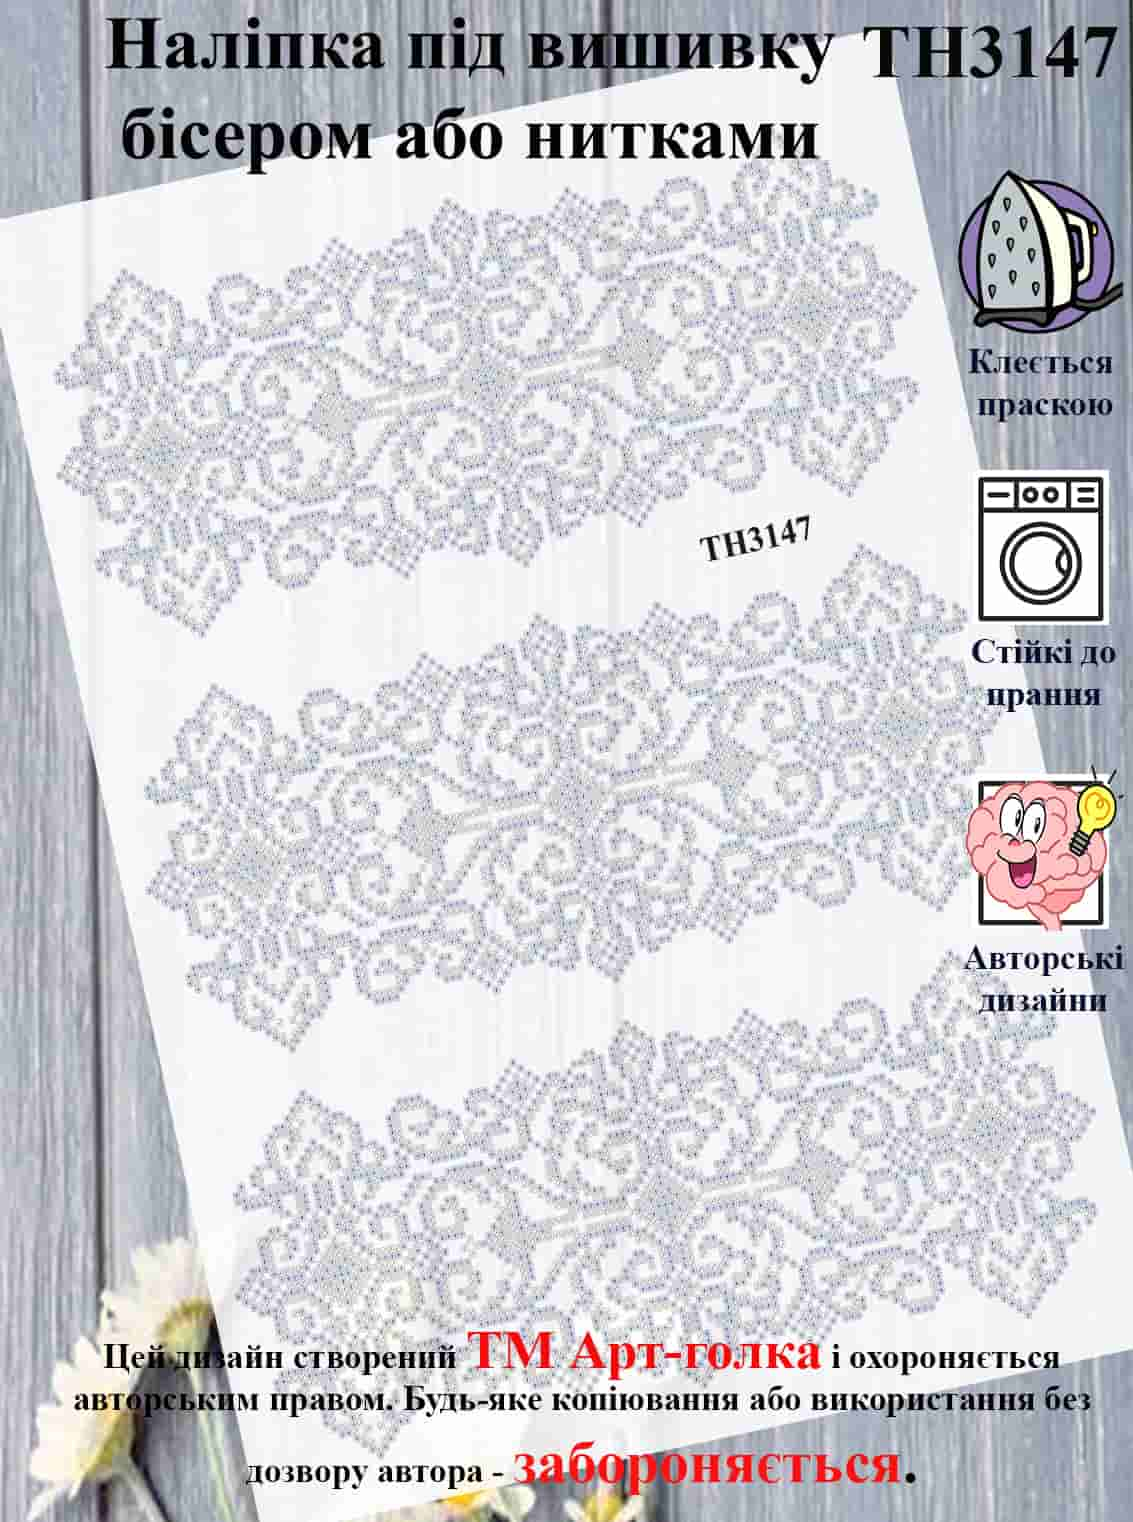 Наліпка під вишивку ТН3147
бісером або нитками
Клеється
праскою
ТН3147
Стійкі до
прання
Авторські
дизайни
Цей дизайн створений ТМ Арт-голка і охороняється
авторським правом. Будь-яке копіювання або використання без
дозвору автора - забороняється.